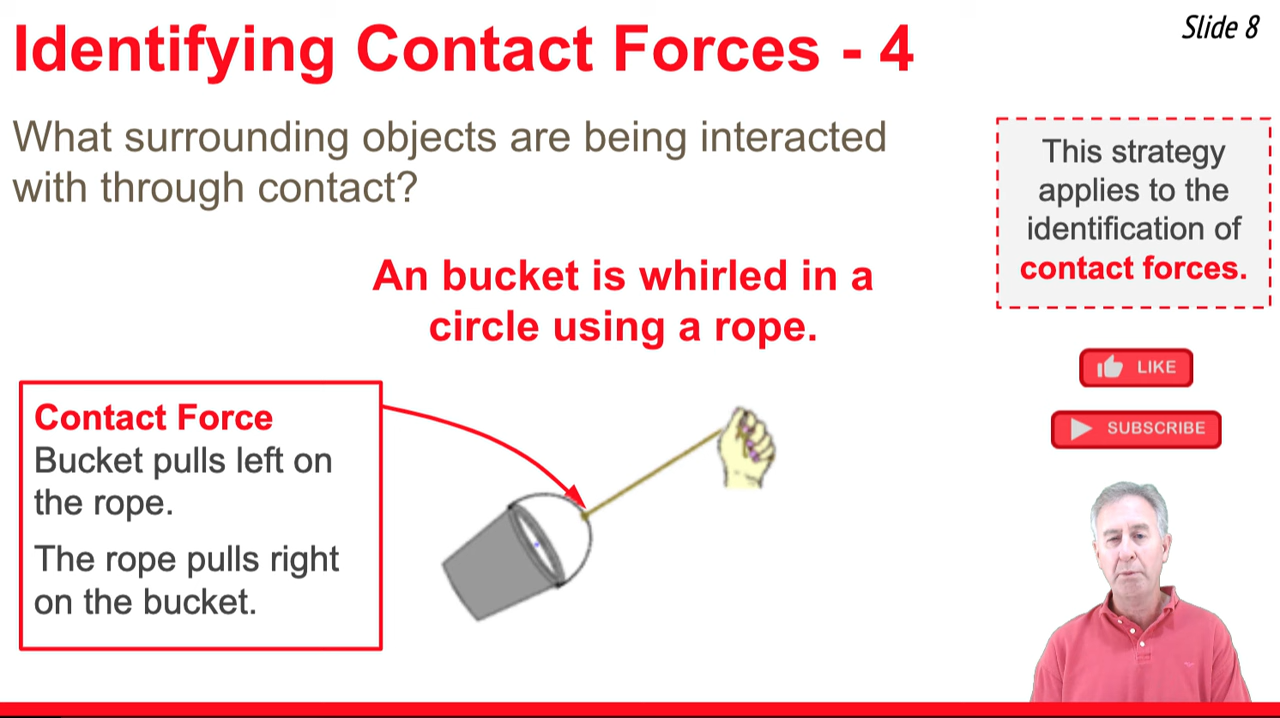 Identifying Contact Forces - 4
Slide 8
What surrounding objects are being interacted
with through contact?
This strategy
applies to the
identification of
contact forces.
An bucket is whirled in a
circle using a rope.
LIKE
SUBSCRIBE
Contact Force
Bucket pulls left on
the rope.
The rope pulls right
on the bucket.